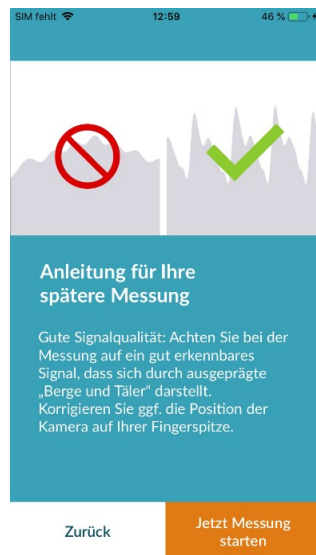 SIM fehlt 12:59 46 %
Anleitung für Ihre
spätere Messung
Gute Signalqualität: Achten Sie bei der
Messung auf ein gut erkennbares
Signal, dass sich durch ausgeprägte
„Berge und Täler“ darstellt.
Korrigieren Sie ggf. die Position der
Kamera auf Ihrer Fingerspitze.
Zurück
Jetzt Messung
starten